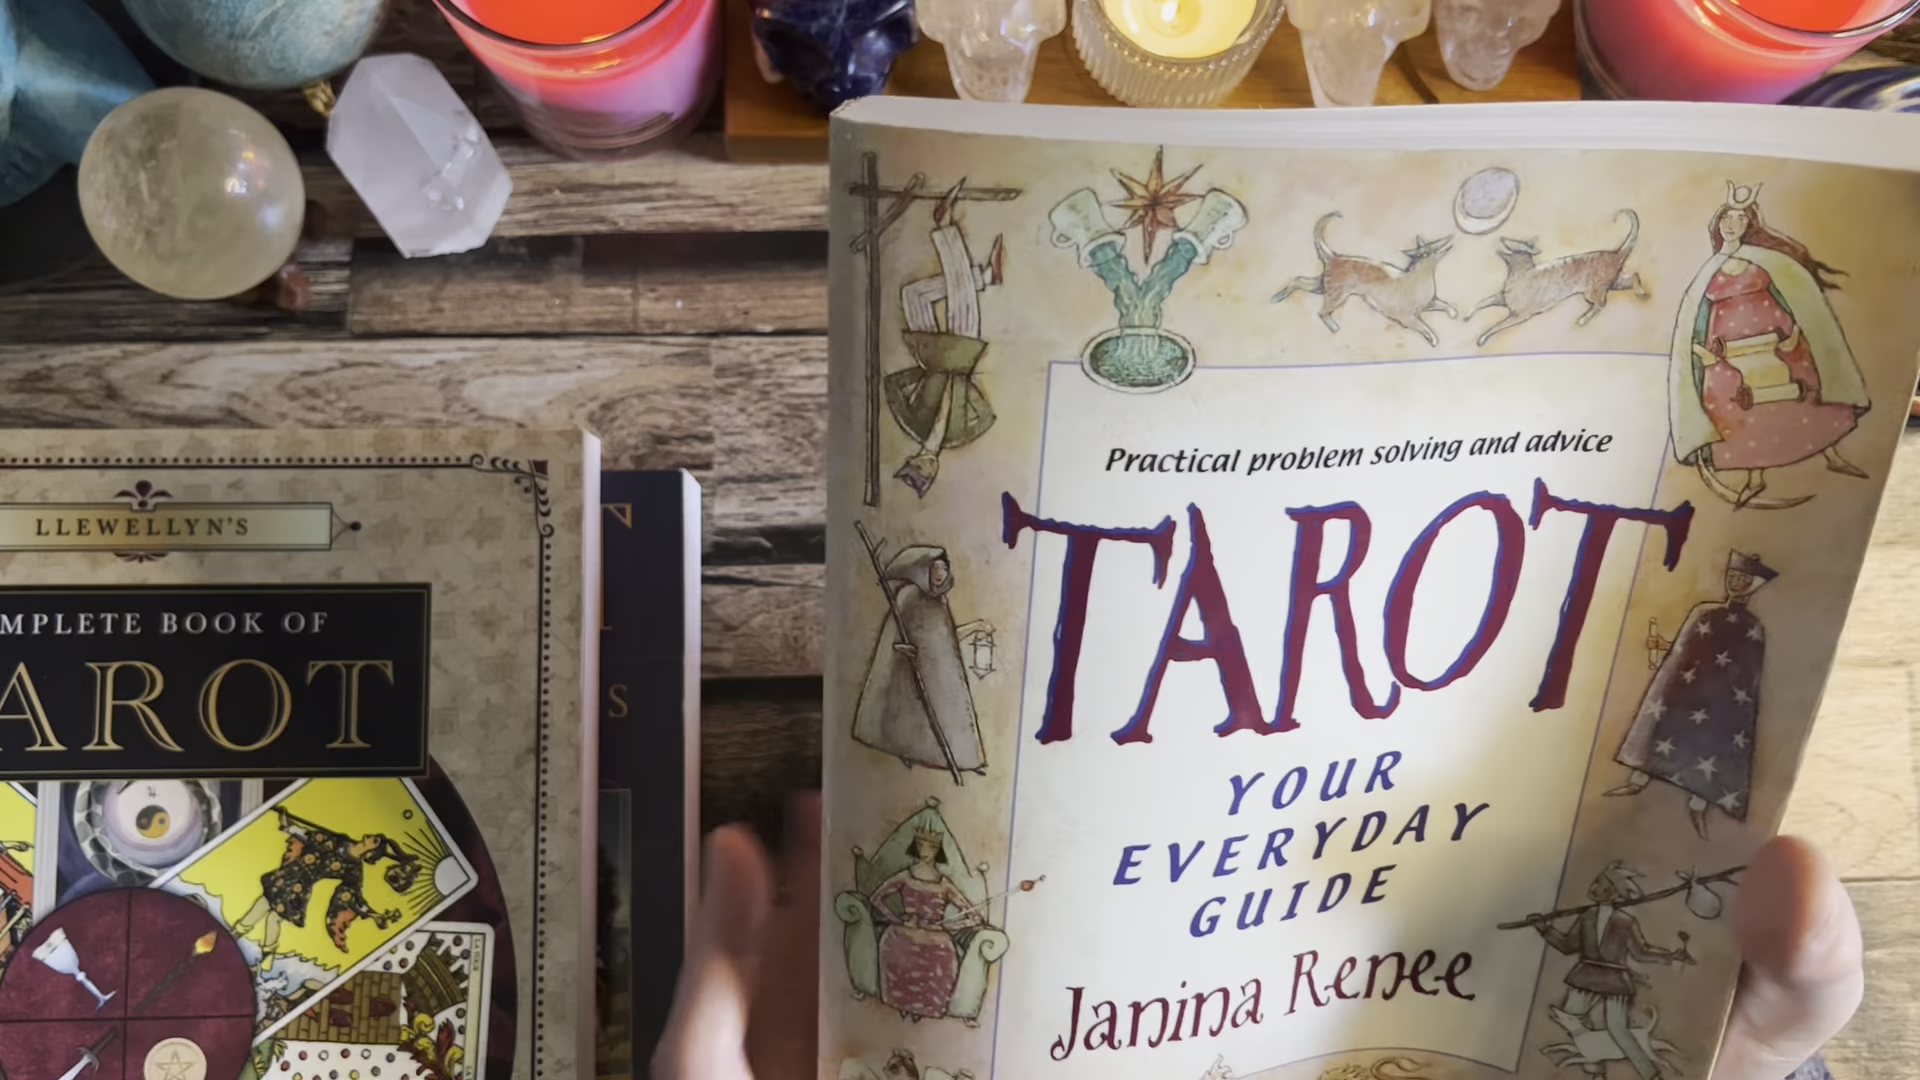 LLEWELLYN'S
MPLETE BOOK OF
AROT
T
S
Practical problem solving and advice
TAROT
YOUR
EVERYDAY
GUIDE
Janina Renee